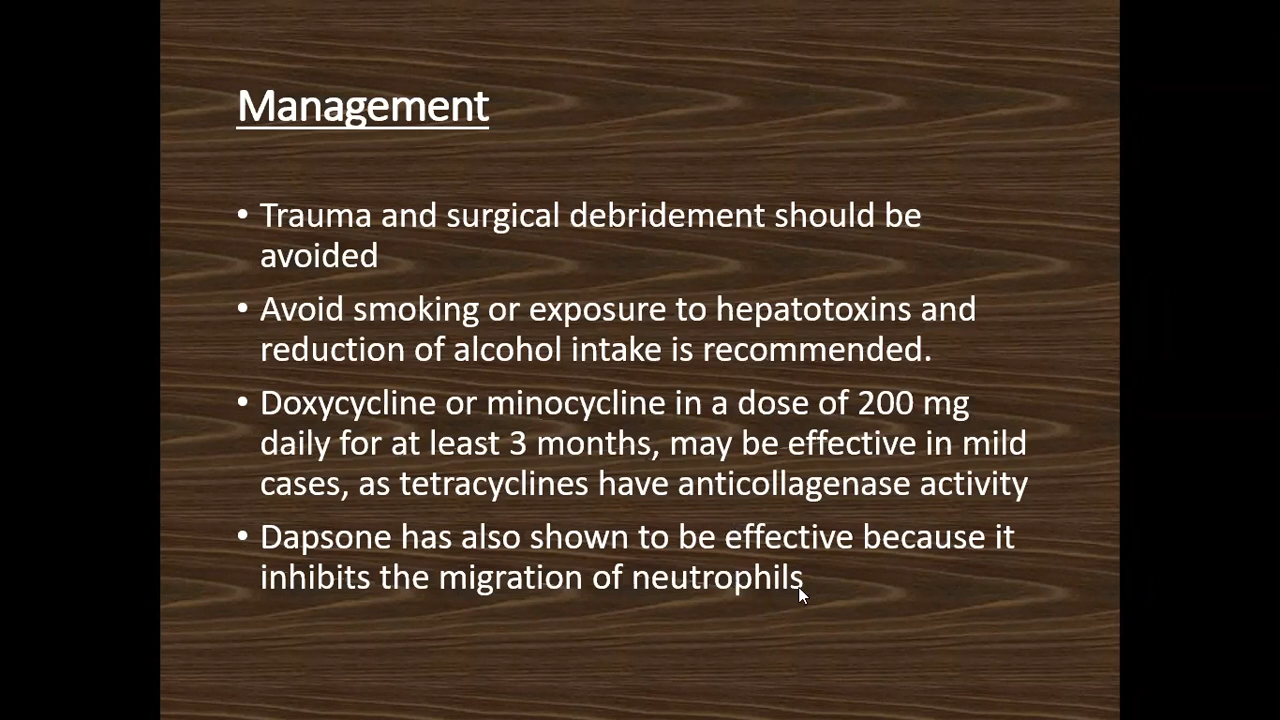 Management
• Trauma and surgical debridement should be
avoided
• Avoid smoking or exposure to hepatotoxins and
reduction of alcohol intake is recommended.
• Doxycycline or minocycline in a dose of 200 mg
daily for at least 3 months, may be effective in mild
cases, as tetracyclines have anticollagenase activity
• Dapsone has also shown to be effective because it
inhibits the migration of neutrophils